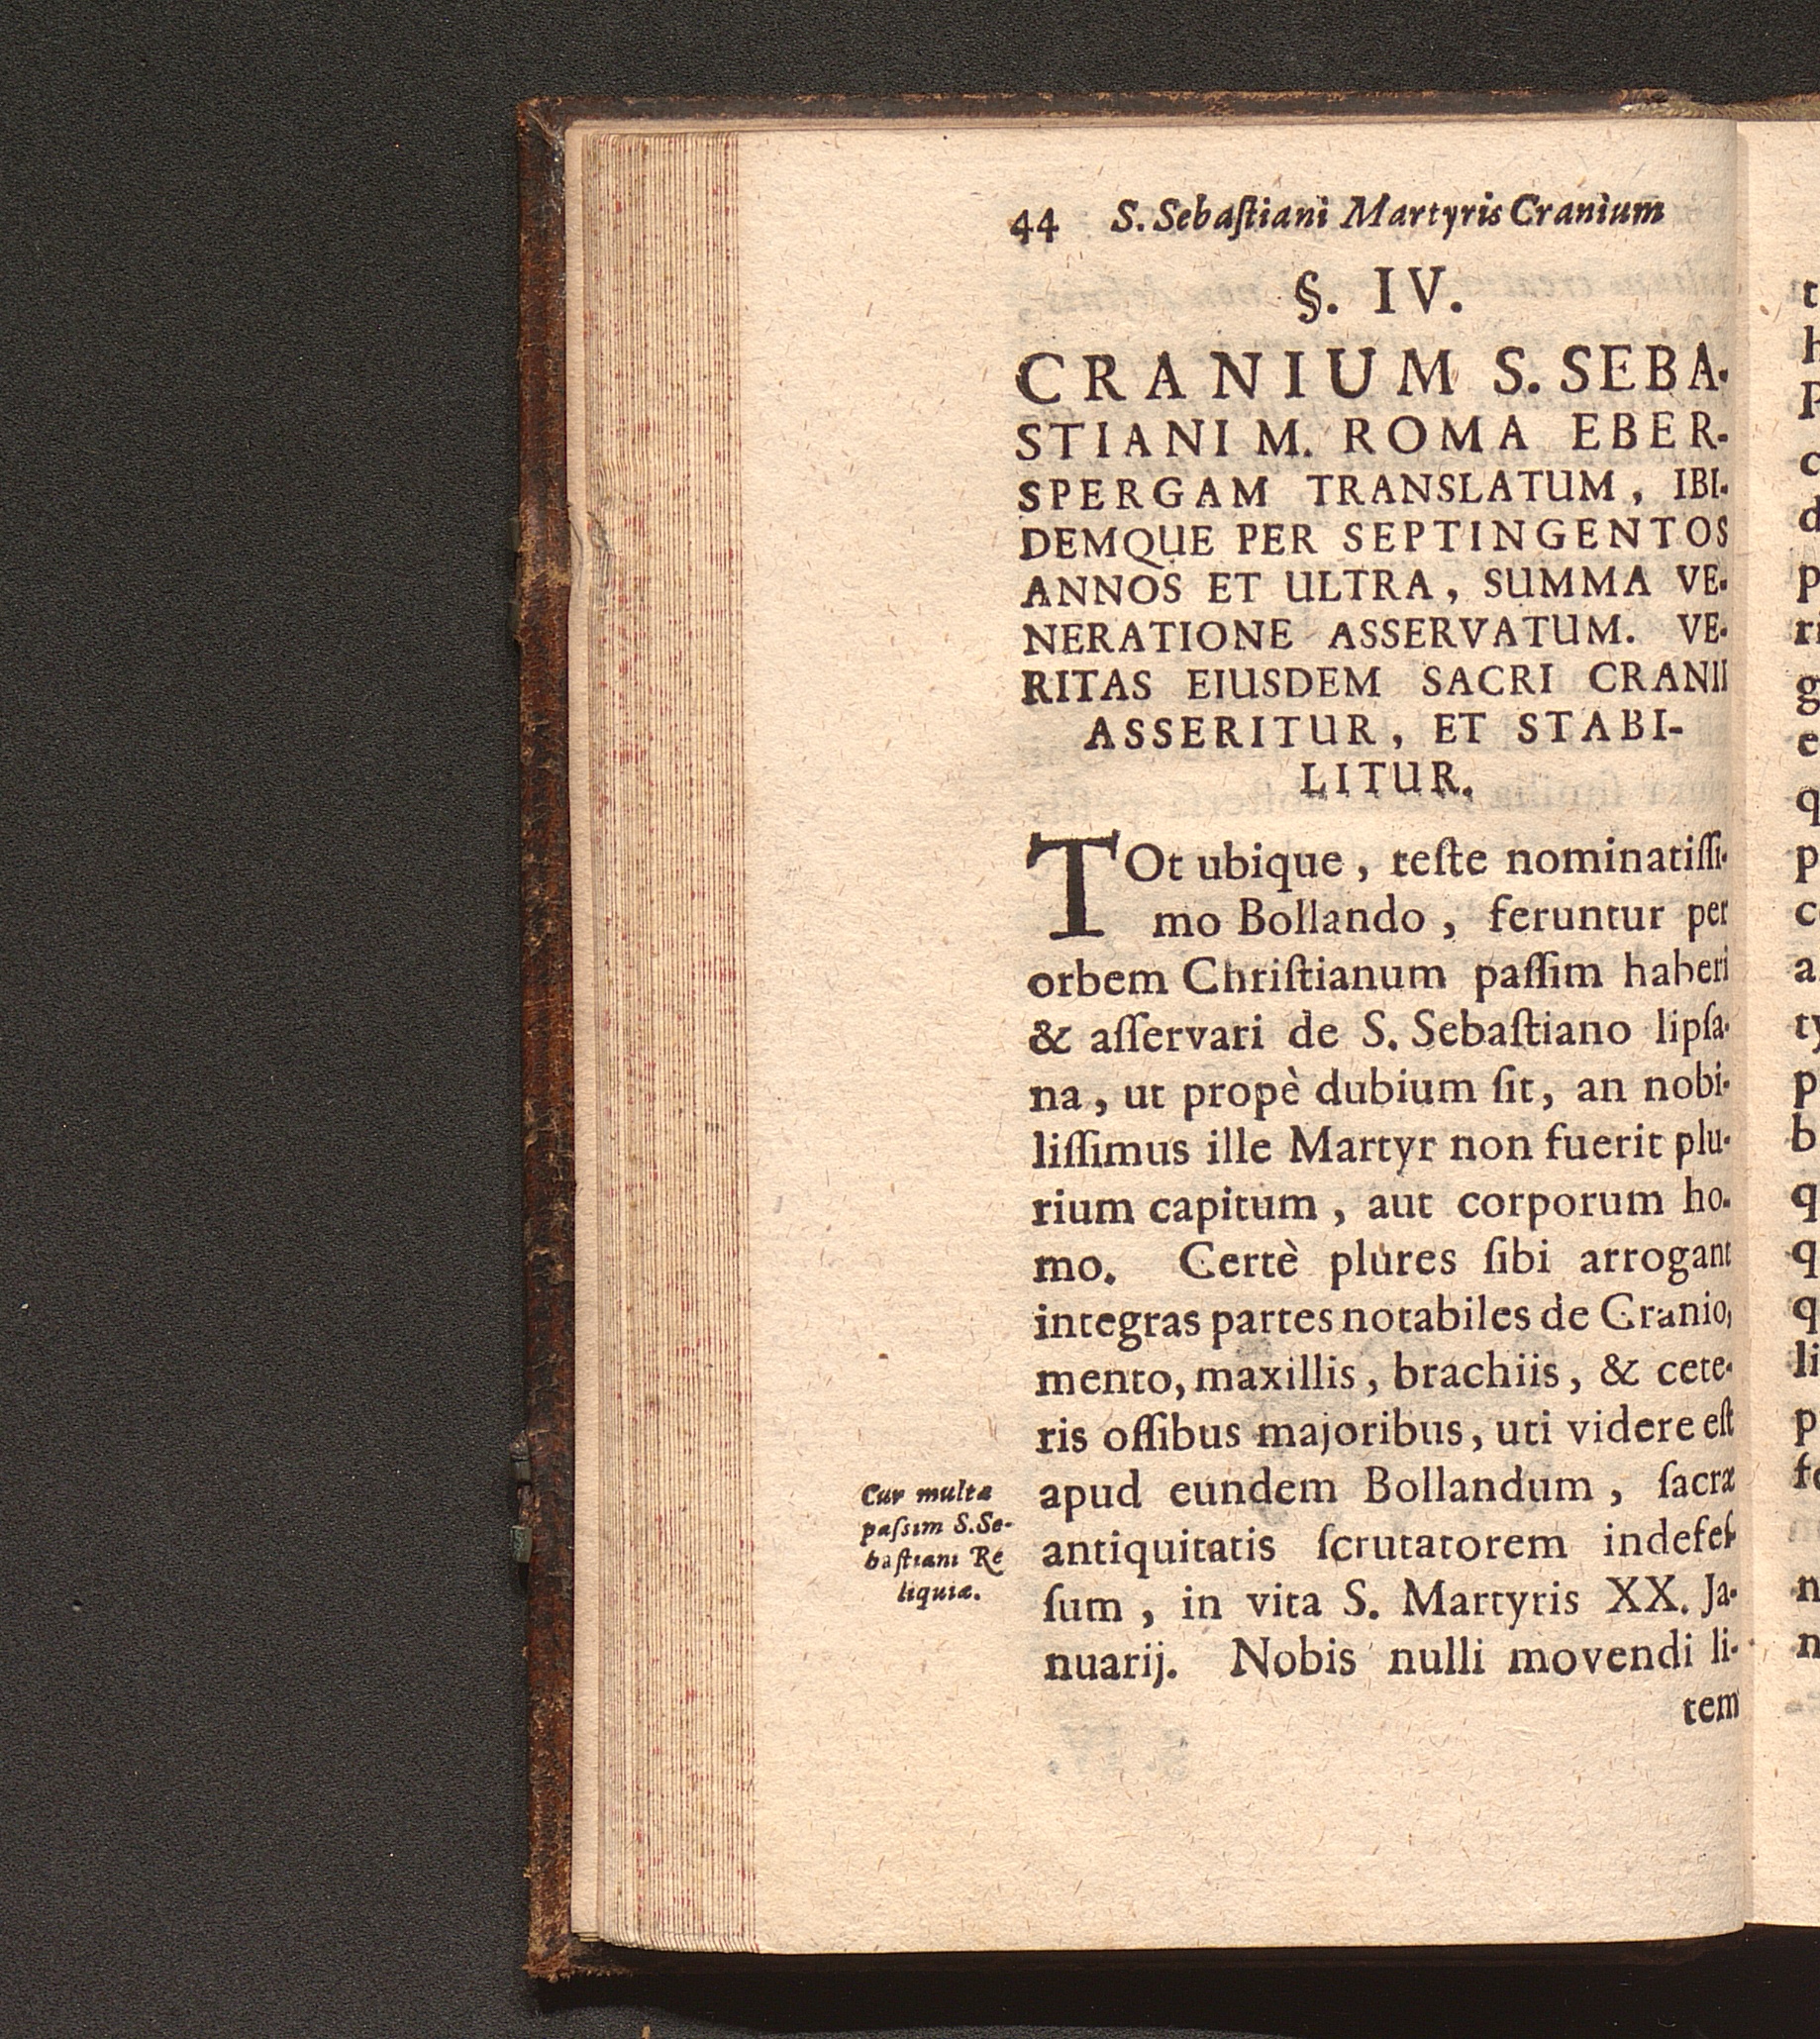 44 S. Sebaſtiani Martyris Cranium
§. IV.
CRANIUM S. SEBA-
STIANI M. ROMA EBER-
SPERGAM TRANSLATUM, IBI-
DEMQUE PER SEPTINGENTOS
ANNOS ET ULTRA, SUMMA VE-
NERATIONE ASSERVATUM. VE-
RITAS EIUSDEM SACRI CRANII
ASSERITUR, ET STABI-
LITUR.
TOt ubique, teſte nominatiſſi-
mo Bollando, feruntur per
orbem Chriſtianum paſſim haberi
& aſſervari de S. Sebaſtiano lipſa-
na, ut propè dubium ſit, an nobi-
liſſimus ille Martyr non fuerit plu-
rium capitum, aut corporum ho-
mo. Certè plures ſibi arrogant
integras partes notabiles de Cranio,
mento, maxillis, brachiis, & cete-
ris oſſibus majoribus, uti videre eſt
apud eundem Bollandum, ſacræ
antiquitatis ſcrutatorem indefeſ-
ſum, in vita S. Martyris XX. Ja-
nuarij. Nobis nulli movendi li-
tem
Cur multæ
paſsim S. Se-
baſtiani Re
liquiæ.